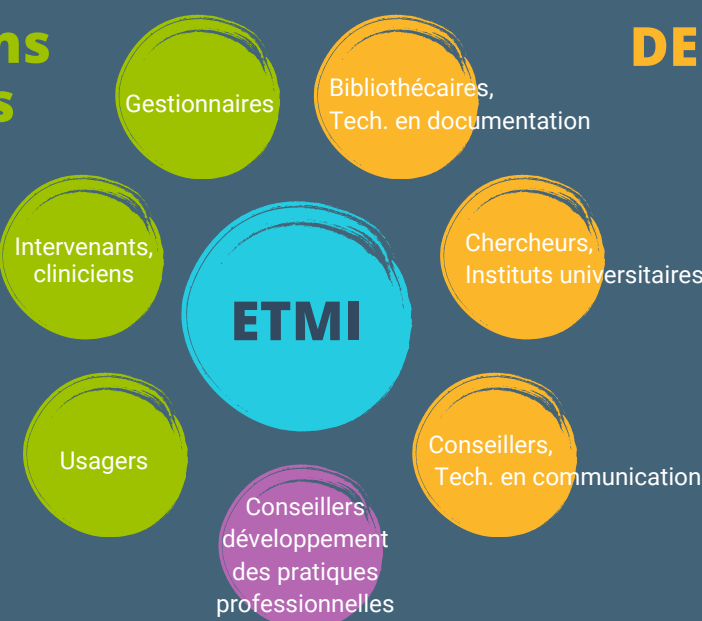 ns
s
DE
Gestionnaires
Bibliothécaires,
Tech. en documentation
Intervenants,
cliniciens
Chercheurs,
Instituts universitaires
ETMI
Usagers
Conseillers,
Tech. en communication
Conseillers
développement
des pratiques
professionnelles